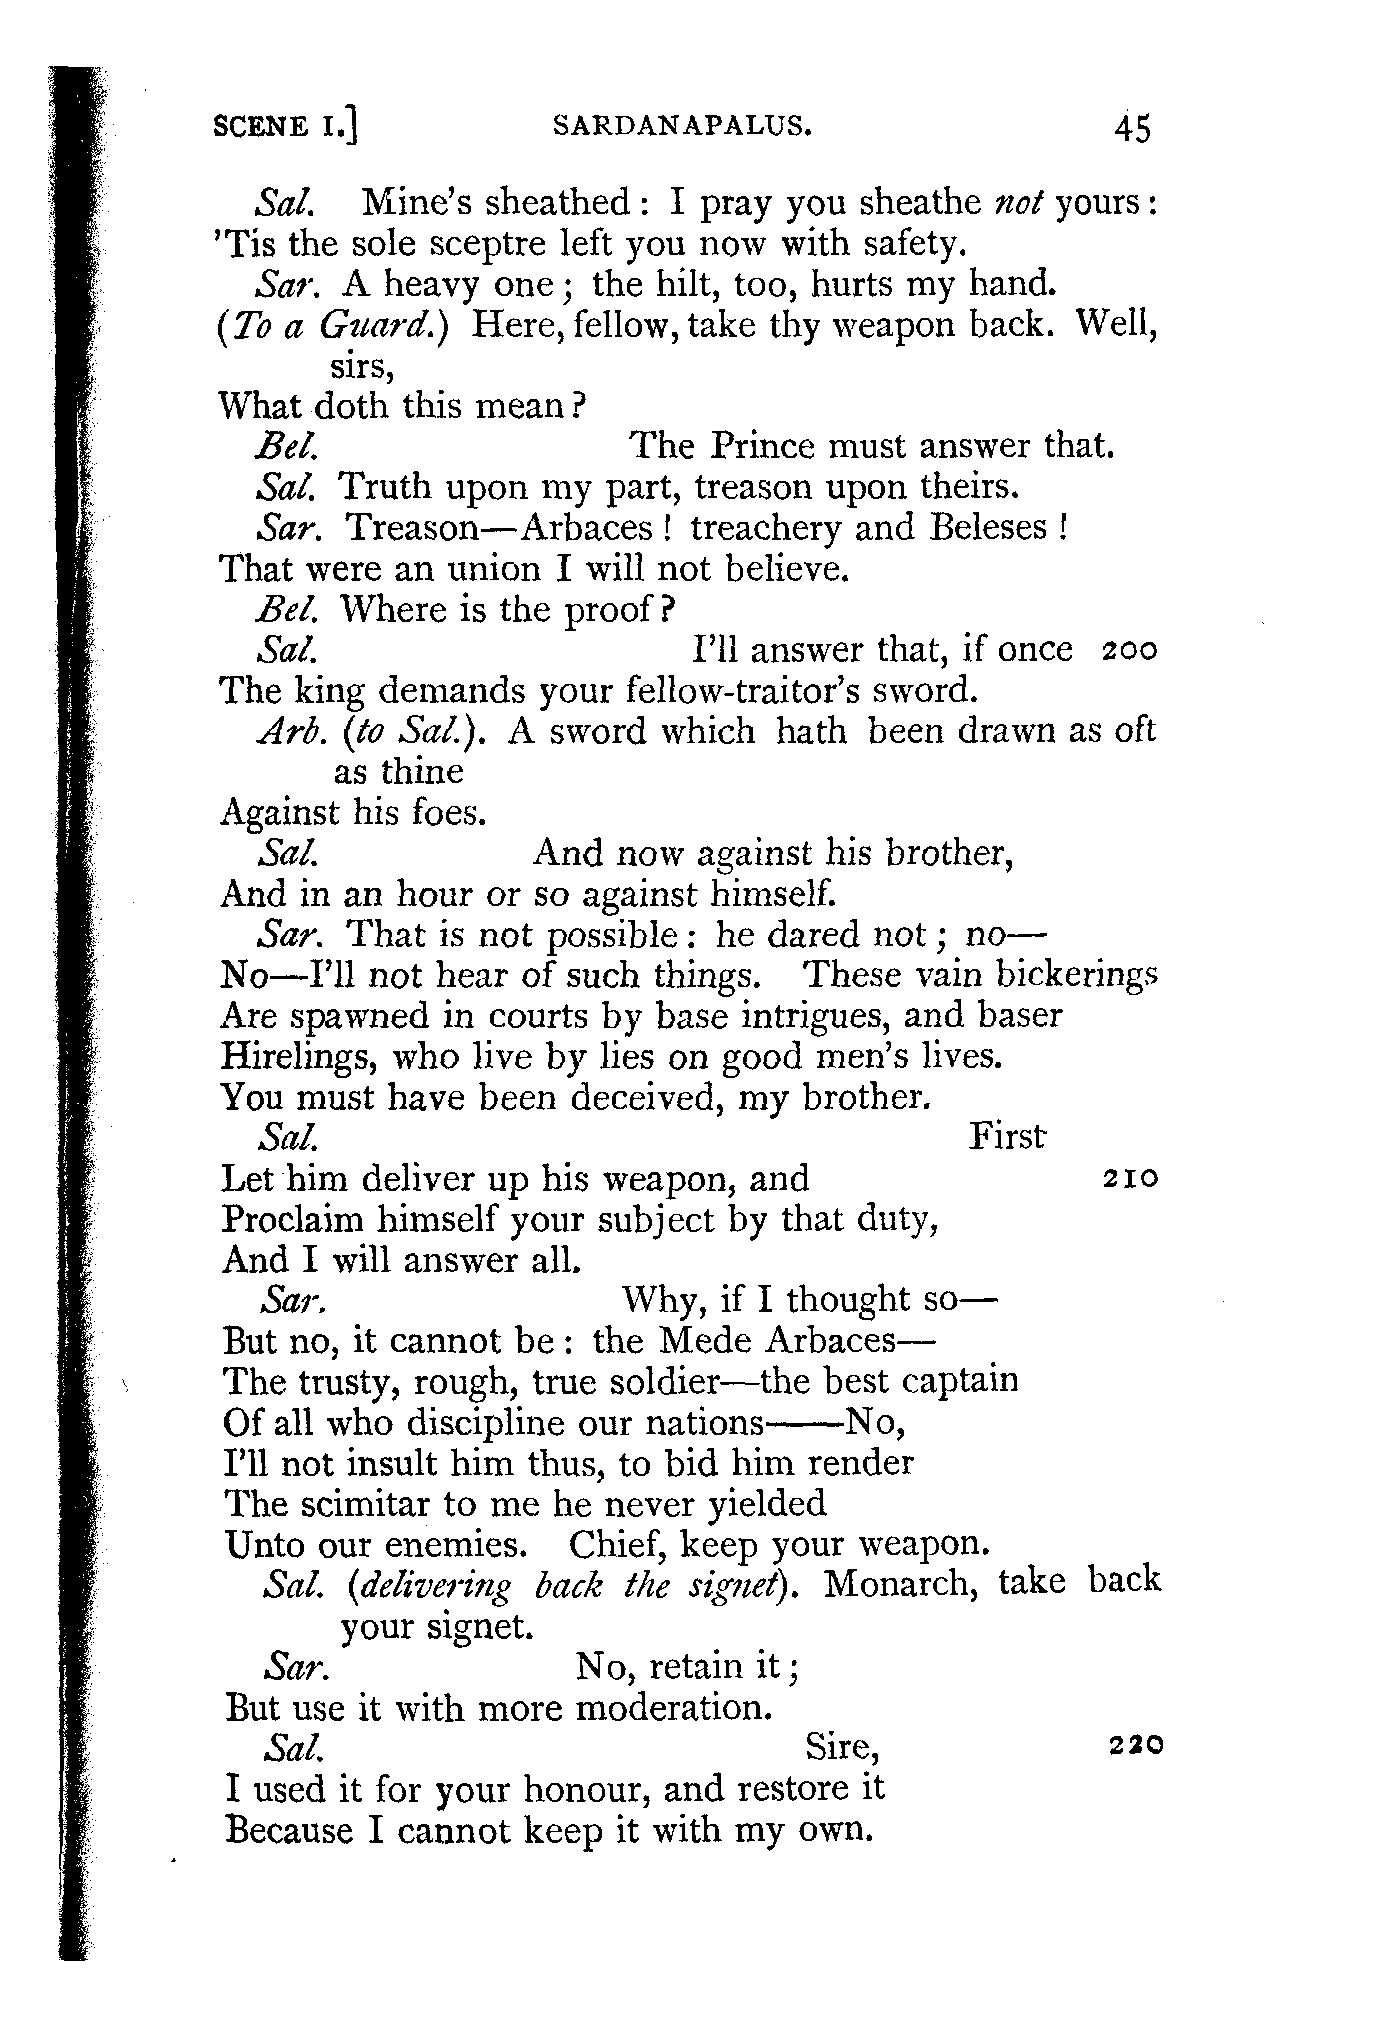 SCENE I.] SARDANAPALUS. 45
Sal. Mine's sheathed : I pray you sheathe not yours :
'Tis the sole sceptre left you now with safety.
Sar. A heavy one ; the hilt, too, hurts my hand.
(To a Guard.) Here, fellow, take thy weapon back. Well,
sirs,
What doth this mean ?
Bel. The Prince must answer that.
Sal. Truth upon my part, treason upon theirs.
Sar. Treason—Arbaces ! treachery and Beleses !
That were an union I will not believe.
Bel. Where is the proof ?
Sal. I'll answer that, if once 200
The king demands your fellow-traitor's sword.
Arb. (to Sal.). A sword which hath been drawn as oft
as thine
Against his foes.
Sal. And now against his brother,
And in an hour or so against himself.
Sar. That is not possible : he dared not ; no—
No—I'll not hear of such things. These vain bickerings
Are spawned in courts by base intrigues, and baser
Hirelings, who live by lies on good men's lives.
You must have been deceived, my brother.
Sal. First
Let him deliver up his weapon, and 210
Proclaim himself your subject by that duty,
And I will answer all.
Sar. Why, if I thought so—
But no, it cannot be : the Mede Arbaces—
The trusty, rough, true soldier—the best captain
Of all who discipline our nations——No,
I'll not insult him thus, to bid him render
The scimitar to me he never yielded
Unto our enemies. Chief, keep your weapon.
Sal. (delivering back the signet). Monarch, take back
your signet.
Sar. No, retain it ;
But use it with more moderation.
Sal. Sire, 220
I used it for your honour, and restore it
Because I cannot keep it with my own.